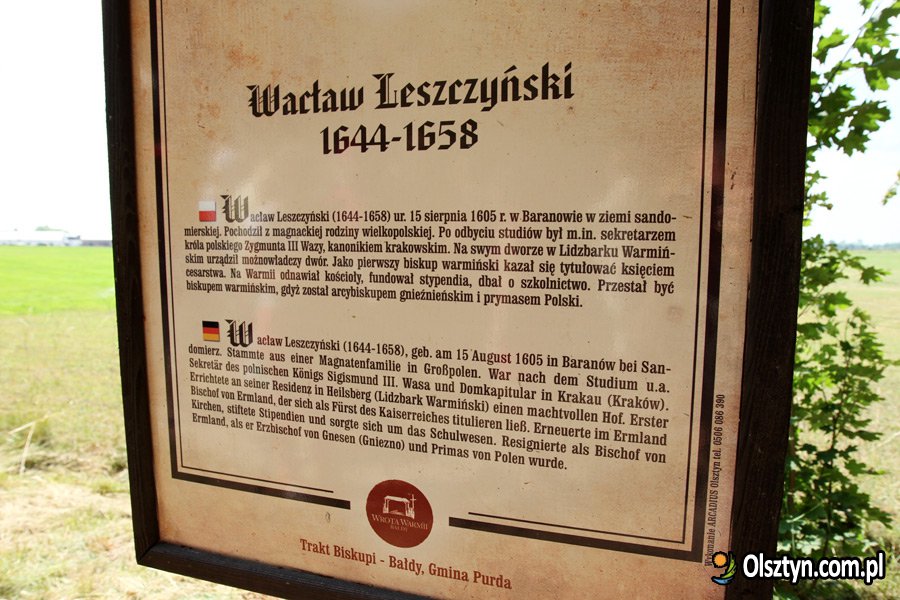 Wacław Leszczyński
1644-1658
Wacław Leszczyński (1644-1658) ur. 15 sierpnia 1605 r. w Baranowie w ziemi sando-
mierskiej. Pochodził z magnackiej rodziny wielkopolskiej. Po odbyciu studiów był m.in. sekretarzem
króla polskiego Zygmunta III Wazy, kanonikiem krakowskim. Na swym dworze w Lidzbarku Warmiń-
skim urządził możnowładczy dwór. Jako pierwszy biskup warmiński kazał się tytułować księciem
cesarstwa. Na Warmii odnawiał kościoły, fundował stypendia, dbał o szkolnictwo. Przestał być
biskupem warmińskim, gdyż został arcybiskupem gnieźnieńskim i prymasem Polski.
Wacław Leszczyński (1644-1658), geb. am 15 August 1605 in Baranów bei San-
domierz. Stammte aus einer Magnatenfamilie in Großpolen. War nach dem Studium u.a.
Sekretär des polnischen Königs Sigismund III. Wasa und Domkapitular in Krakau (Kraków).
Errichtete an seiner Residenz in Heilsberg (Lidzbark Warmiński) einen machtvollen Hof. Erster
Bischof von Ermland, der sich als Fürst des Kaiserreiches titulieren ließ. Erneuerte im Ermland
Kirchen, stiftete Stipendien und sorgte sich um das Schulwesen. Resignierte als Bischof von
Ermland, als er Erzbischof von Gnesen (Gniezno) und Primas von Polen wurde.
WROTA WARMII
BAŁDY
Trakt Biskupi - Bałdy, Gmina Purda
Wykonanie ARCADIUS Olsztyn tel. 0506 086 390
Olsztyn.com.pl